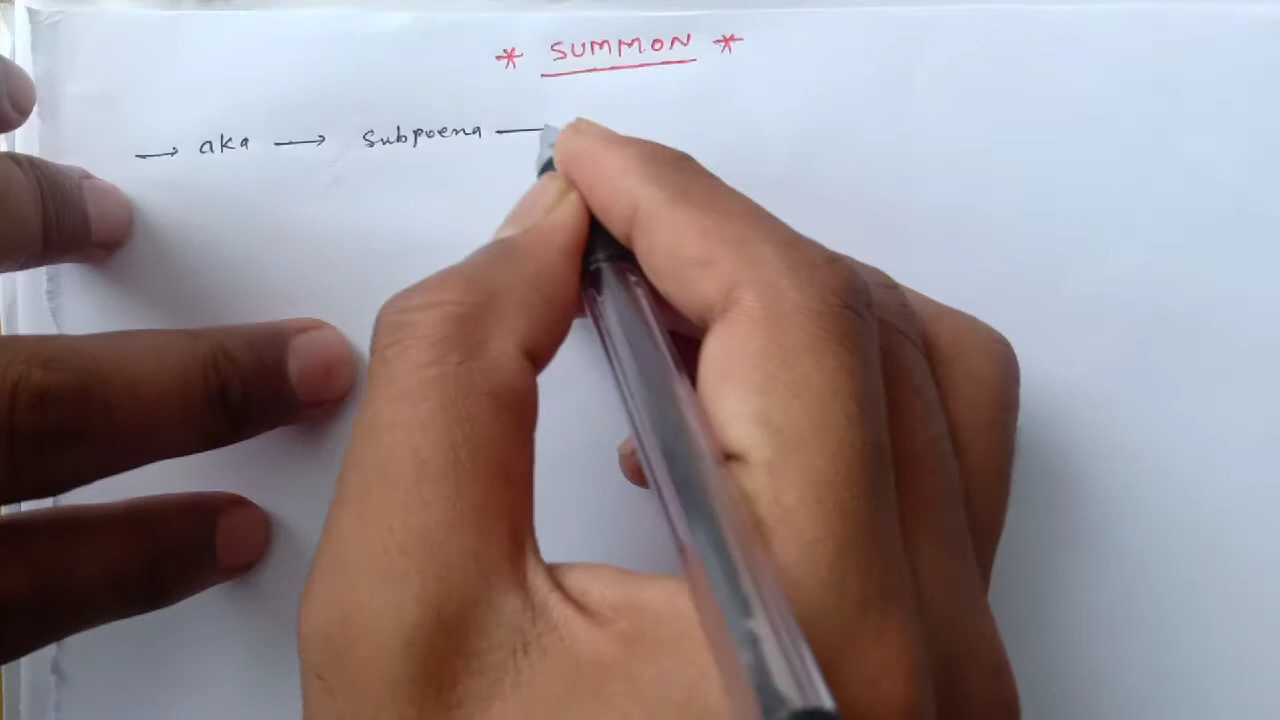 * SUMMON *
→ aka → Subpoena —